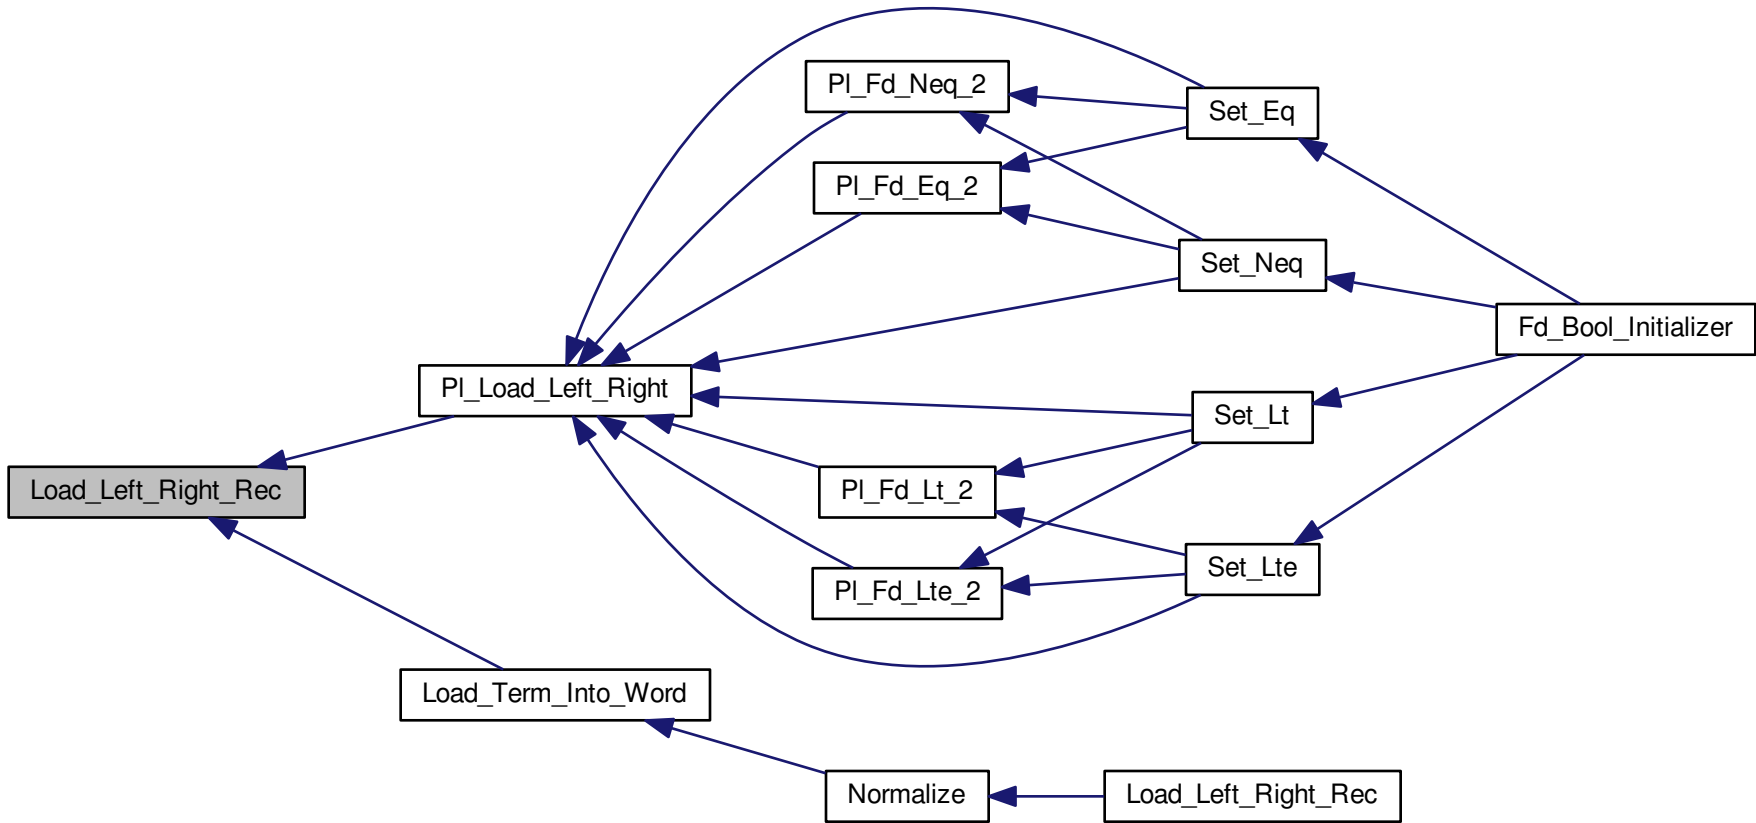 Pl_Fd_Neq_2
Set_Eq
Pl_Fd_Eq_2
Set_Neq
Fd_Bool_Initializer
Pl_Load_Left_Right
Set_Lt
Load_Left_Right_Rec
Pl_Fd_Lt_2
Set_Lte
Pl_Fd_Lte_2
Load_Term_Into_Word
Normalize
Load_Left_Right_Rec